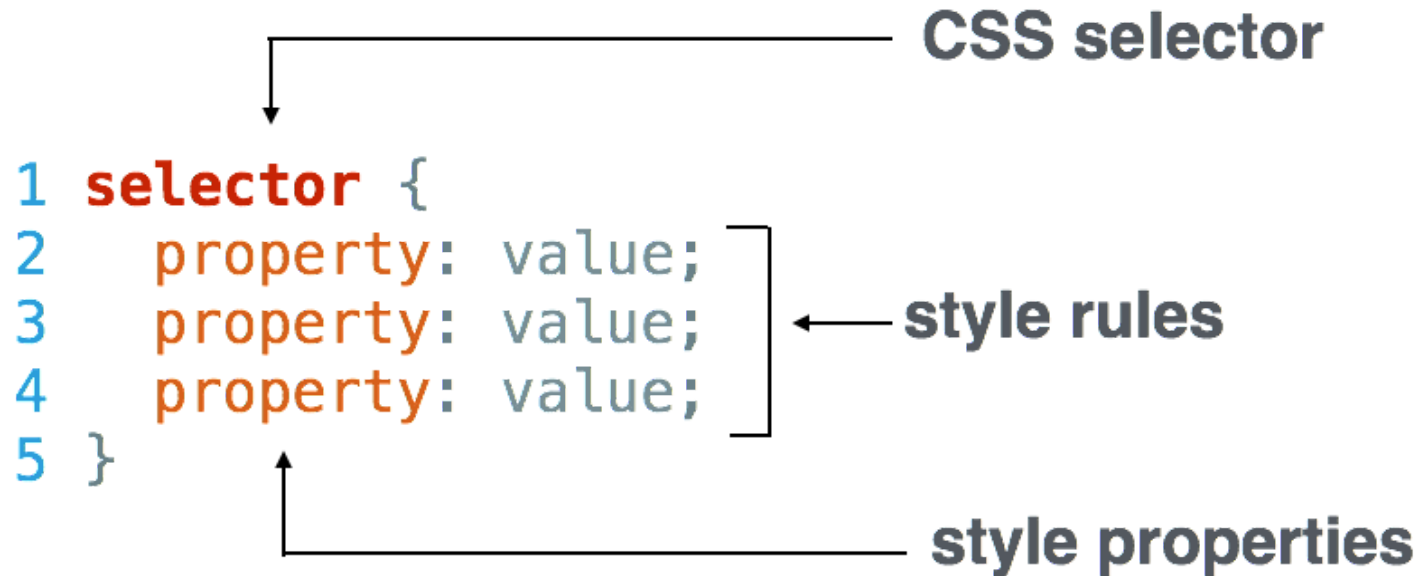 CSS selector
1 selector {
2 property: value;
3 property: value;
style rules
4 property: value;
5 }
style properties